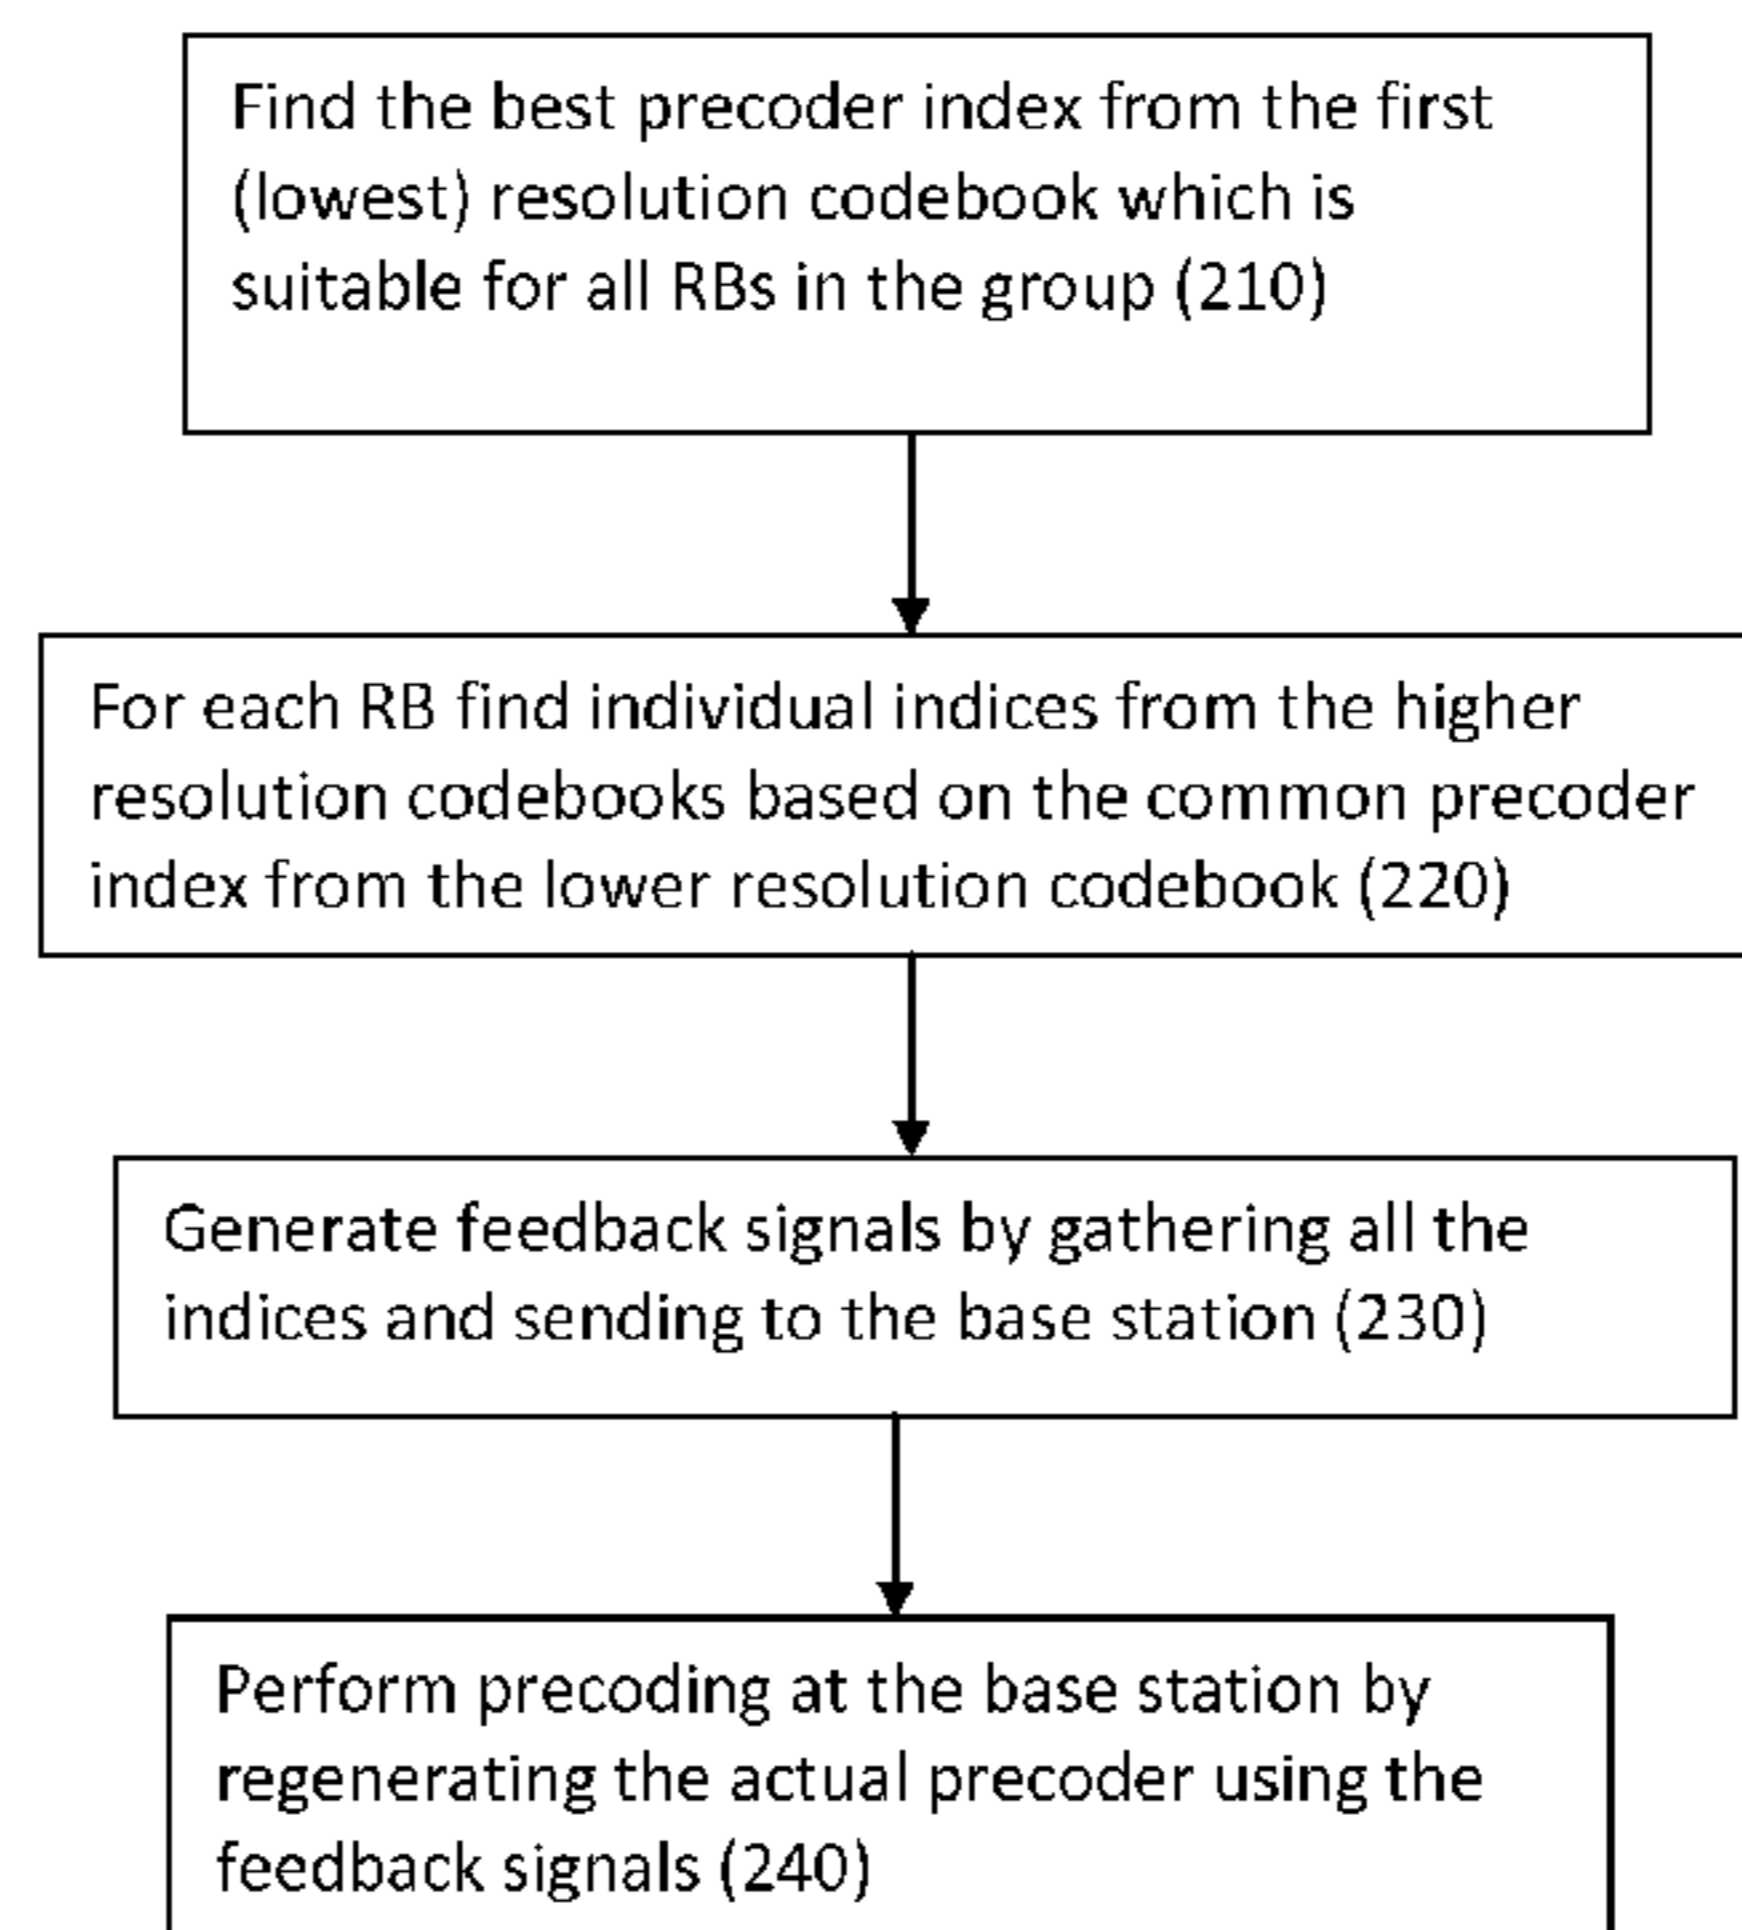 Find the best precoder index from the first
(lowest) resolution codebook which is
suitable for all RBs in the group (210)
For each RB find individual indices from the higher
resolution codebooks based on the common precoder
index from the lower resolution codebook (220)
Generate feedback signals by gathering all the
indices and sending to the base station (230)
Perform precoding at the base station by
regenerating the actual precoder using the
feedback signals (240)